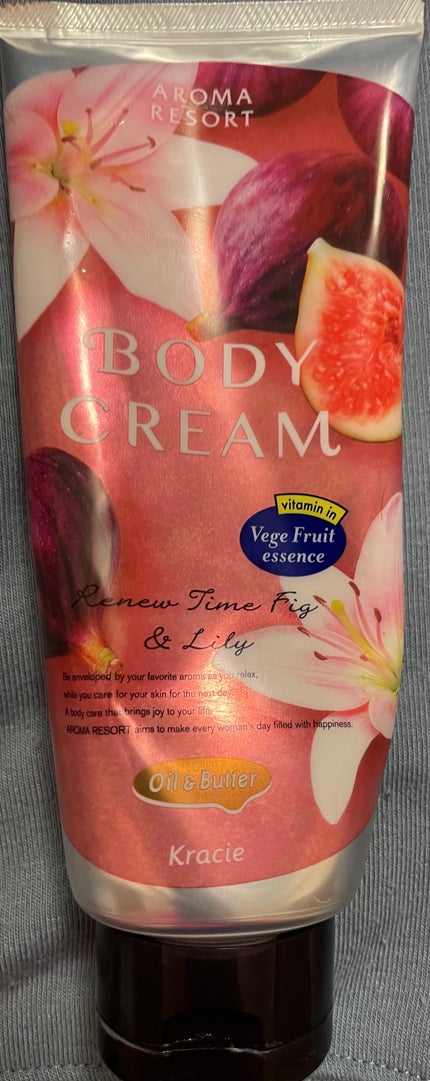 AROMA
RESORT
BODY
CREAM
vitamin in
Vege Fruit
essence
Renew Time Fig
& Lily
Be enveloped by your favorite aroma as you relax,
while you care for your skin for the next day.
A body care that brings joy to your life,
AROMA RESORT aims to make every woman's day filled with happiness.
Oil & Butter
Kracie